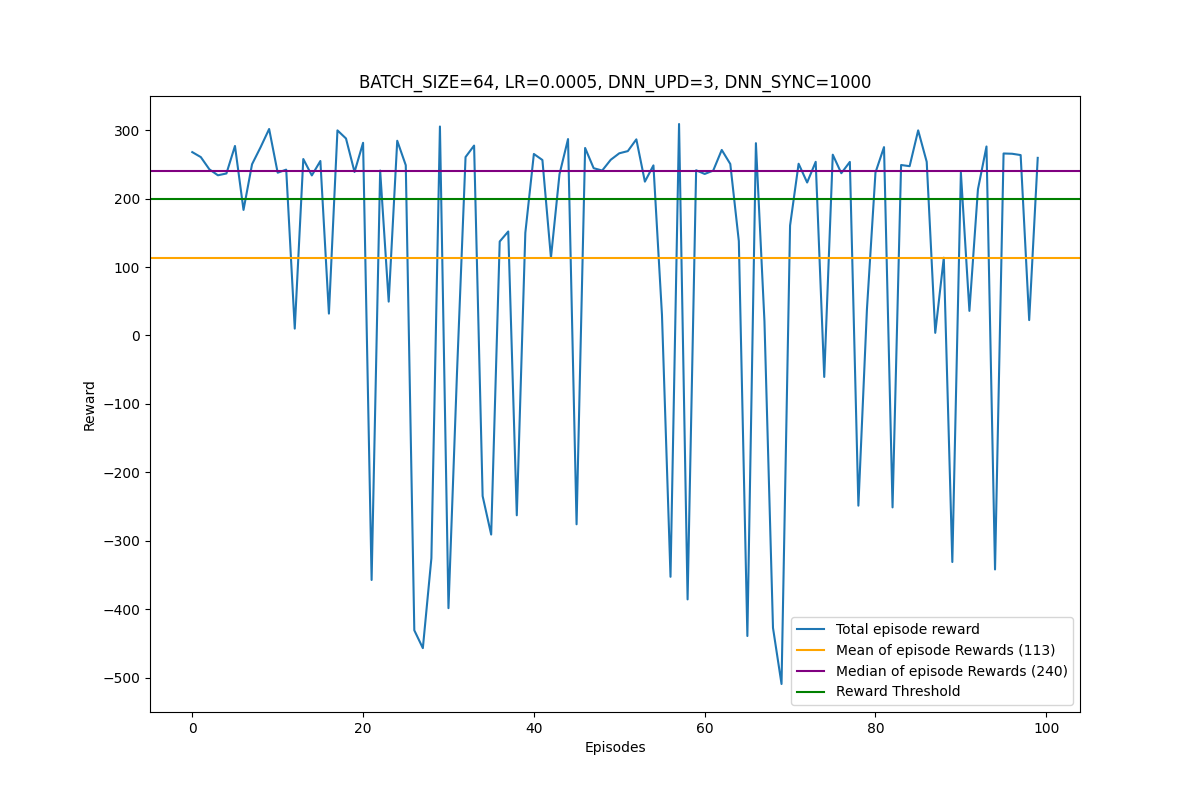 BATCH_SIZE=64, LR=0.0005, DNN_UPD=3, DNN_SYNC=1000
300
200
100
0
−100
−200
−300
−400
−500
Reward
Total episode reward
Mean of episode Rewards (113)
Median of episode Rewards (240)
Reward Threshold
0 20 40 60 80 100
Episodes